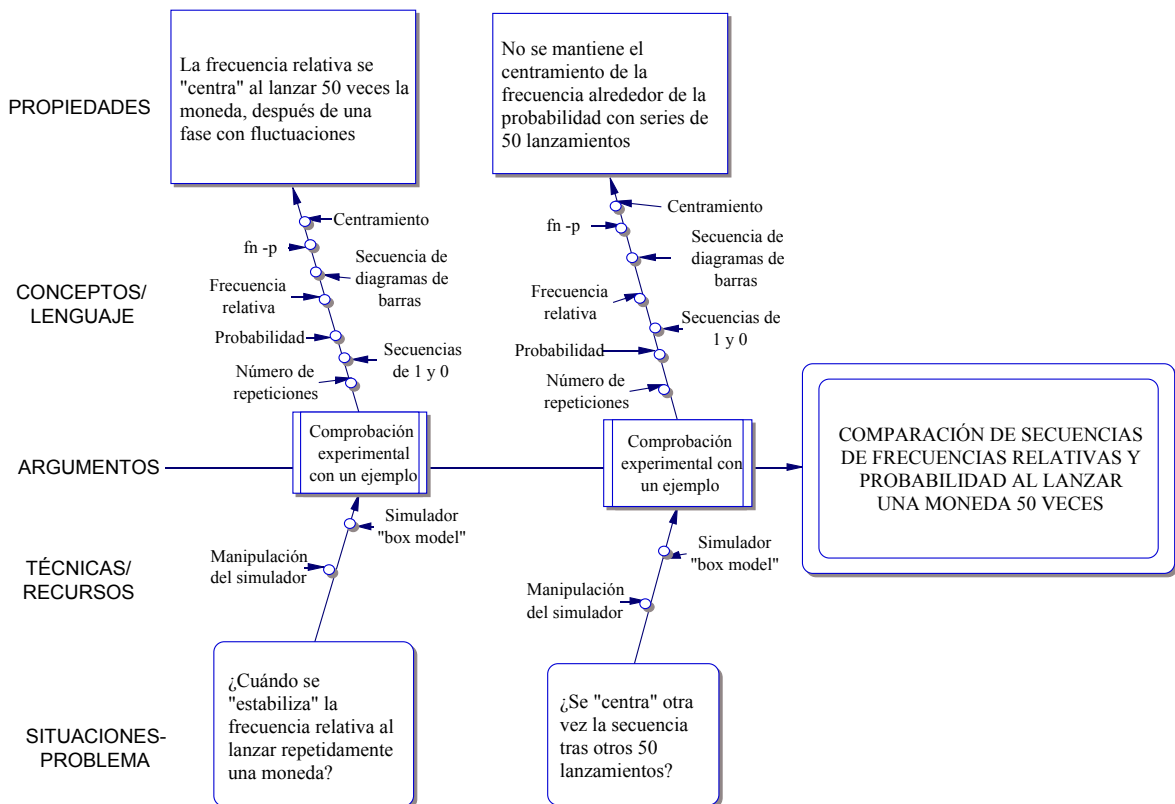 PROPIEDADES
La frecuencia relativa se
"centra" al lanzar 50 veces la
moneda, después de una
fase con fluctuaciones
No se mantiene el
centramiento de la
frecuencia alrededor de la
probabilidad con series de
50 lanzamientos
CONCEPTOS/
LENGUAJE
Centramiento
fn -p
Secuencia de
diagramas de
barras
Frecuencia
relativa
Probabilidad
Secuencias
de 1 y 0
Número de
repeticiones
Centramiento
fn -p
Secuencia de
diagramas de
barras
Frecuencia
relativa
Secuencias de
1 y 0
Probabilidad
Número de
repeticiones
ARGUMENTOS
Comprobación
experimental
con un ejemplo
Comprobación
experimental con
un ejemplo
COMPARACIÓN DE SECUENCIAS
DE FRECUENCIAS RELATIVAS Y
PROBABILIDAD AL LANZAR
UNA MONEDA 50 VECES
TÉCNICAS/
RECURSOS
Simulador
"box model"
Manipulación
del simulador
Simulador
"box model"
Manipulación
del simulador
SITUACIONES-
PROBLEMA
¿Cuándo se
"estabiliza" la
frecuencia relativa al
lanzar repetidamente
una moneda?
¿Se "centra" otra
vez la secuencia
tras otros 50
lanzamientos?